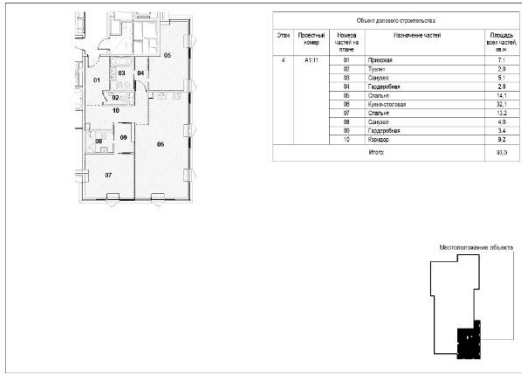 Объект долевого строительства
Этаж Проектный номер Номера частей на плане Назначение частей Площадь всех частей, кв.м
4 А1.11 01 Прихожая 7,1
02 Туалет 2,0
03 Санузел 5,1
04 Гардеробная 2,8
05 Спальня 14,1
06 Кухня-столовая 32,1
07 Спальня 13,2
08 Санузел 4,0
09 Гардеробная 3,4
10 Коридор 9,2
Итого: 93,0
05
01 03 04
02
10
06
08 09
07
Местоположение объекта